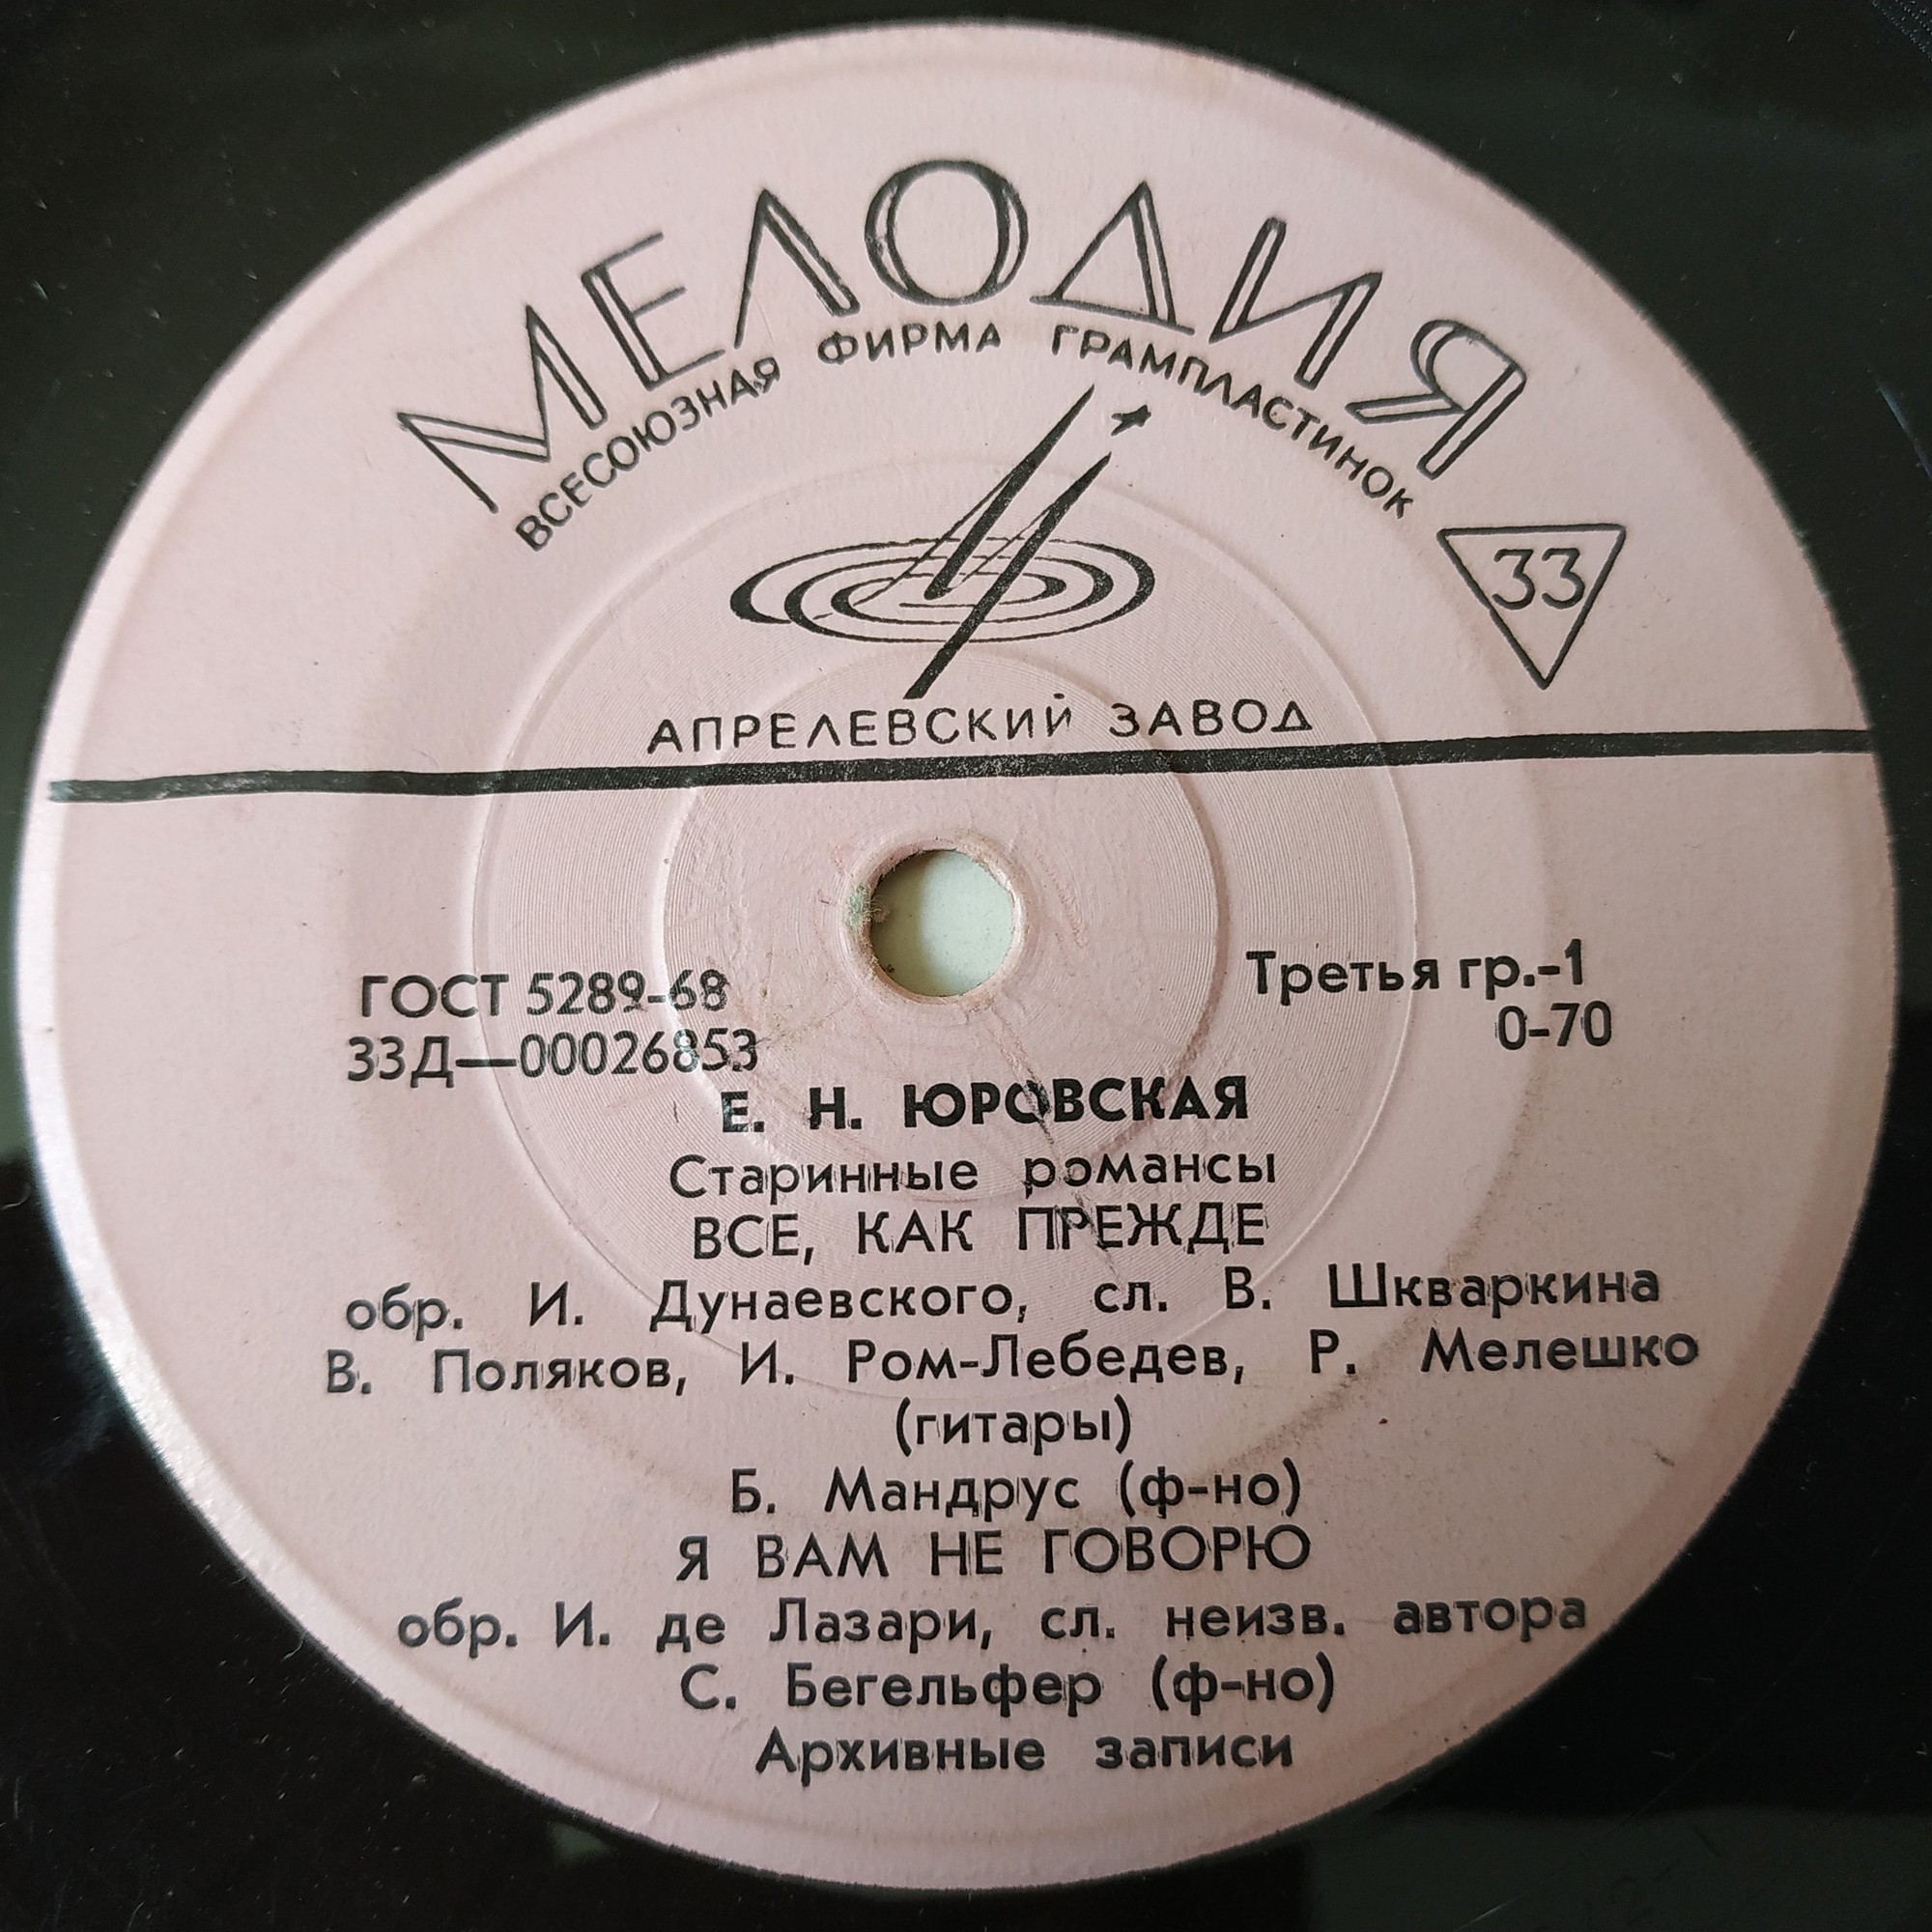 МЕЛОДИЯ
ВСЕСОЮЗНАЯ ФИРМА ГРАМПЛАСТИНОК
33
АПРЕЛЕВСКИЙ ЗАВОД
ГОСТ 5289-68
Третья гр.-1
33Д—00026853
0-70
Е. Н. ЮРОВСКАЯ
Старинные романсы
ВСЕ, КАК ПРЕЖДЕ
обр. И. Дунаевского, сл. В. Шкваркина
В. Поляков, И. Ром-Лебедев, Р. Мелешко
(гитары)
Б. Мандрус (ф-но)
Я ВАМ НЕ ГОВОРЮ
обр. И. де Лазари, сл. неизв. автора
С. Бегельфер (ф-но)
Архивные записи